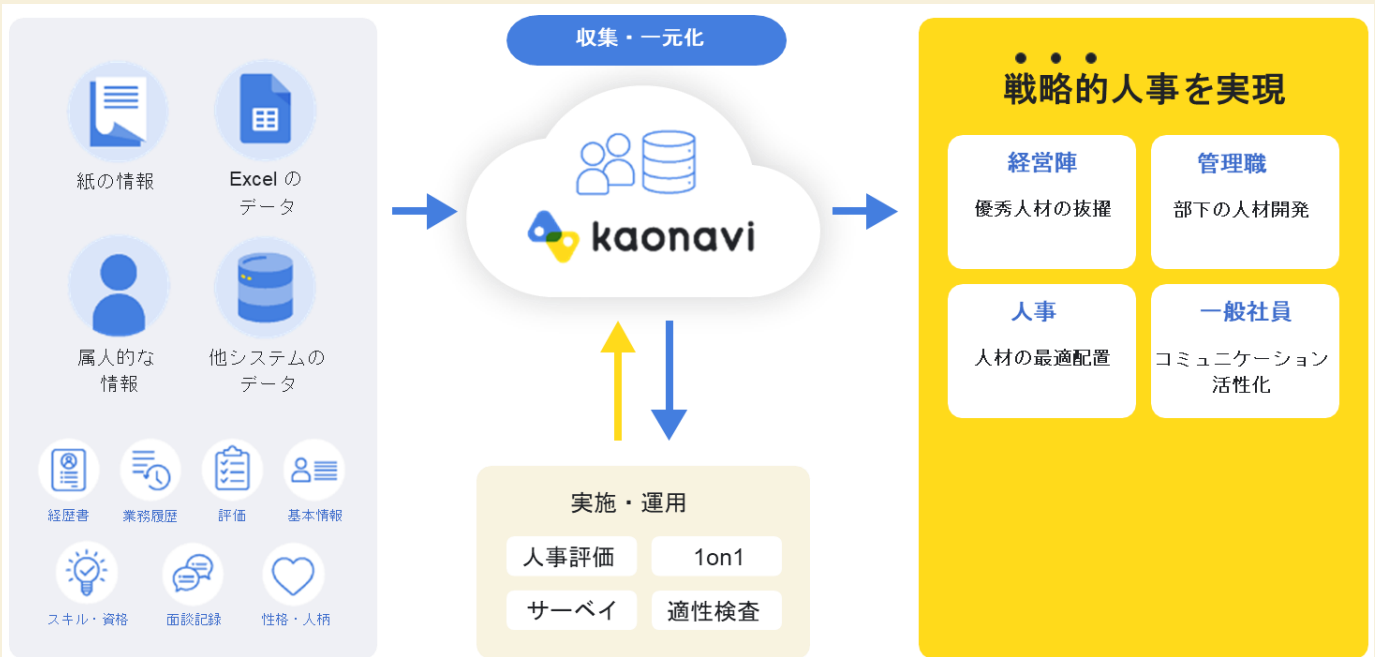 紙の情報
Excel の
データ
属人的な
情報
他システムの
データ
経歴書
業務履歴
評価
基本情報
スキル・資格
面談記録
性格・人柄
収集・一元化
kaonavi
実施・運用
人事評価
1on1
サーベイ
適性検査
戦略的人事を実現
経営陣
優秀人材の抜擢
管理職
部下の人材開発
人事
人材の最適配置
一般社員
コミュニケーション
活性化